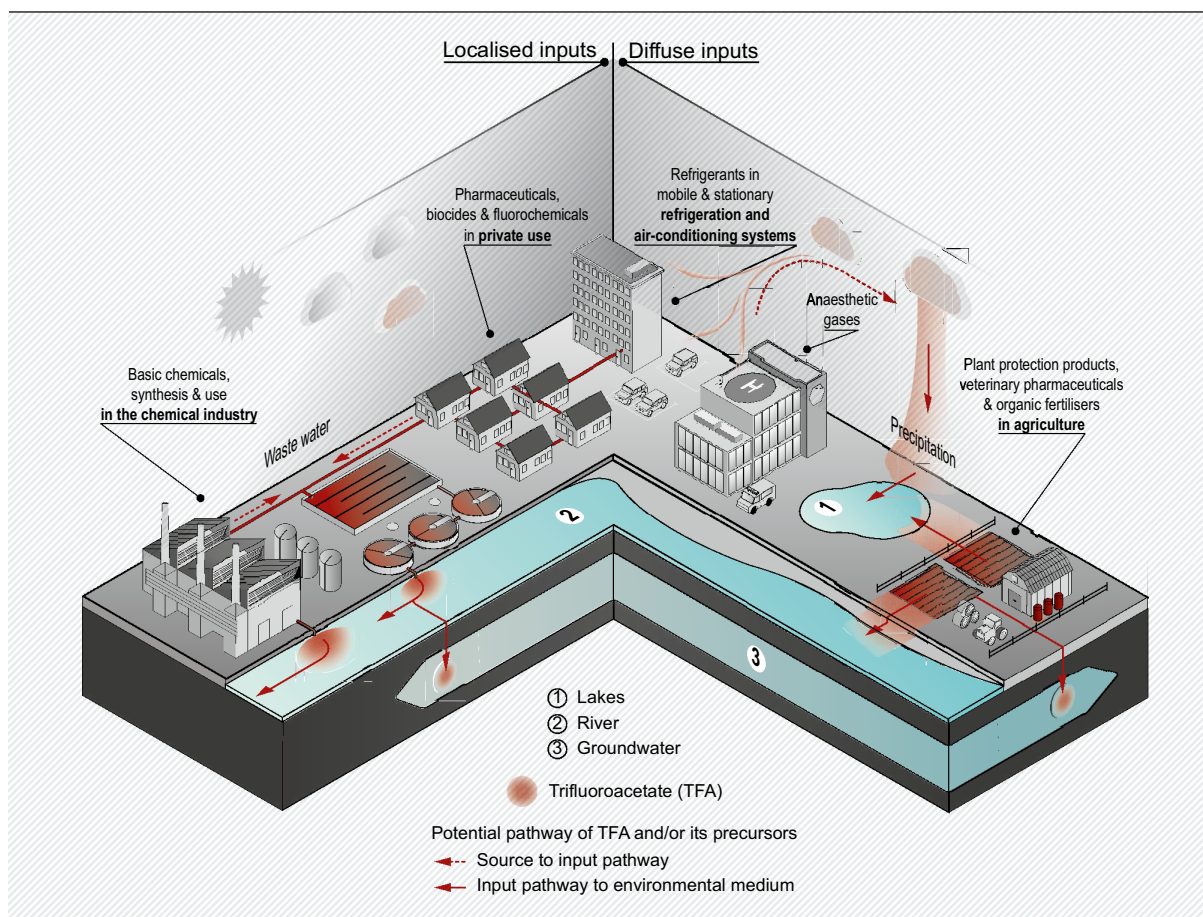 Localised inputs
Diffuse inputs
Refrigerants in
mobile & stationary
refrigeration and
air-conditioning systems
Pharmaceuticals,
biocides & fluorochemicals
in private use
Anaesthetic
gases
Basic chemicals,
synthesis & use
in the chemical industry
Plant protection products,
veterinary pharmaceuticals
& organic fertilisers
in agriculture
Waste water
Precipitation
H
1
2
3
1 Lakes
2 River
3 Groundwater
Trifluoroacetate (TFA)
Potential pathway of TFA and/or its precursors
Source to input pathway
Input pathway to environmental medium